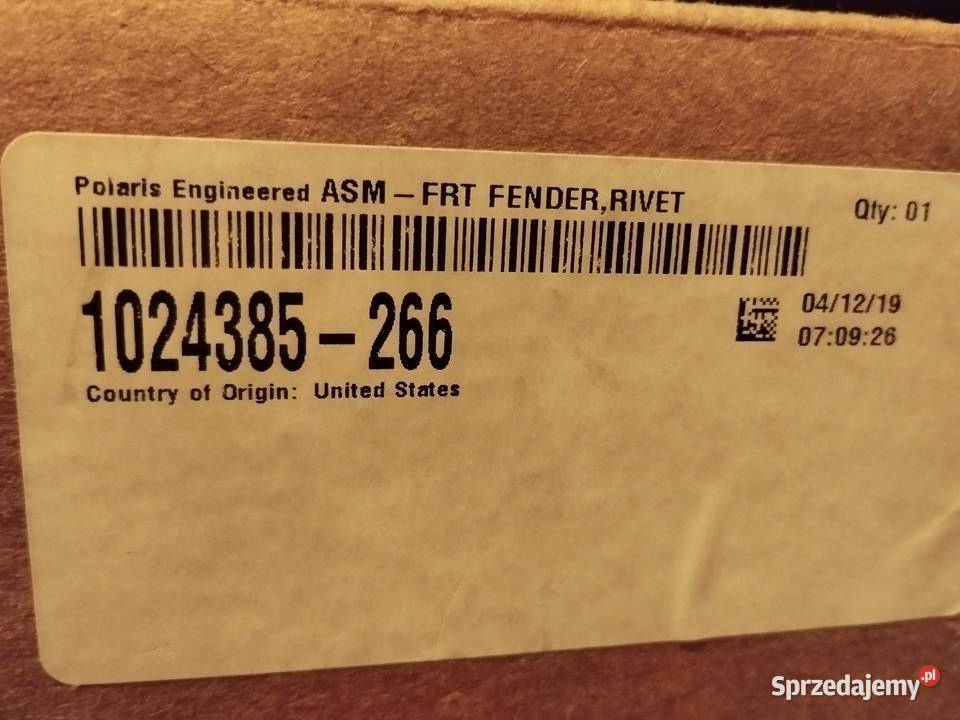 Polaris Engineered ASM – FRT FENDER,RIVET
Qty: 01
1024385-266
04/12/19
07:09:26
Country of Origin: United States
Sprzedajemy.pl